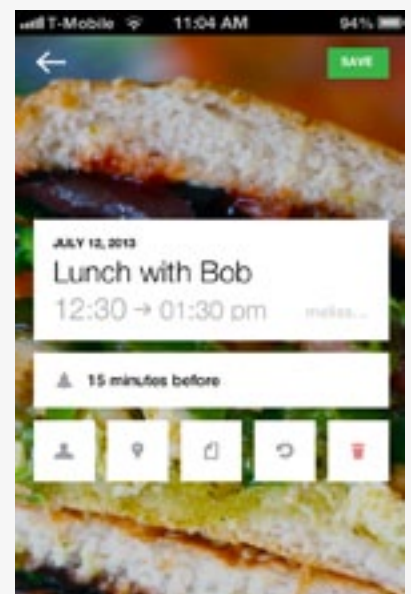 T-Mobile 11:04 AM 94%
SAVE
JULY 12, 2013
Lunch with Bob
12:30 → 01:30 pm
15 minutes before